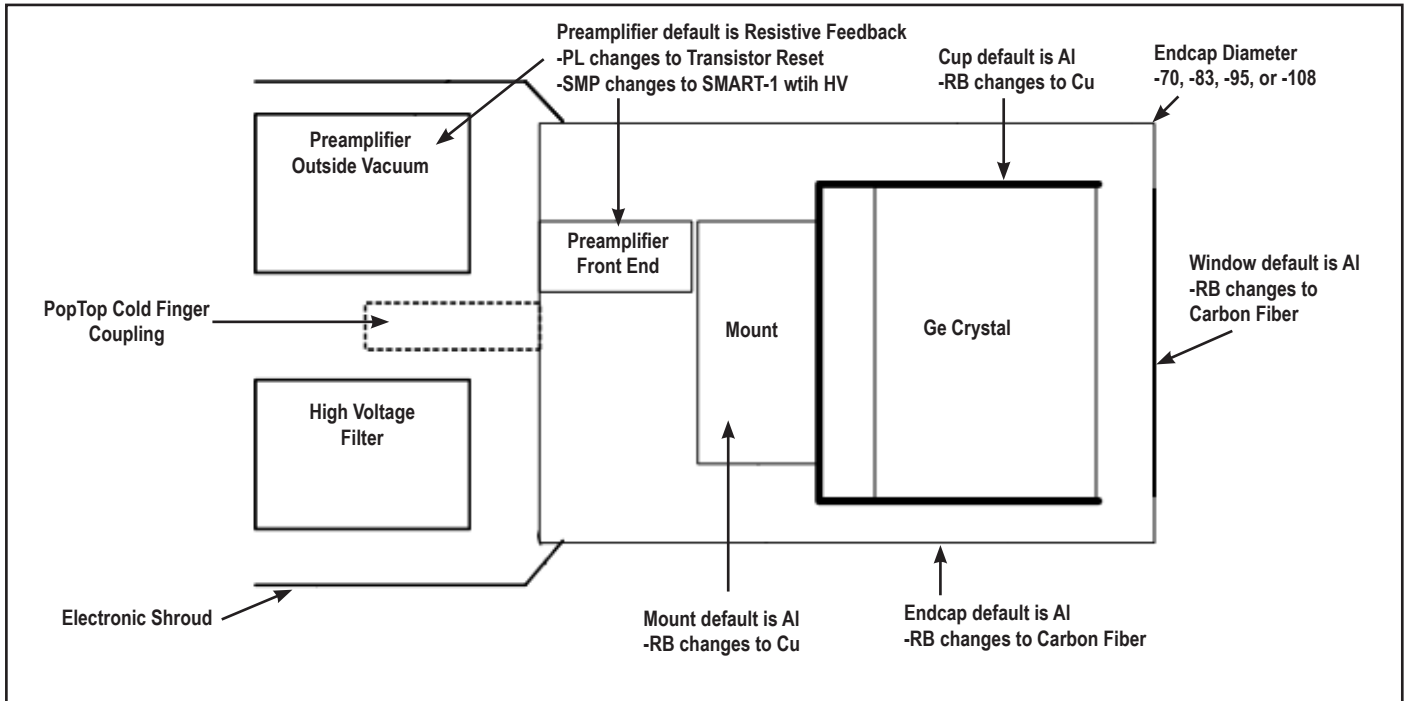 Preamplifier default is Resistive Feedback
-PL changes to Transistor Reset
-SMP changes to SMART-1 wtih HV
Cup default is Al
-RB changes to Cu
Endcap Diameter
-70, -83, -95, or -108
Preamplifier
Outside Vacuum
Preamplifier
Front End
Window default is Al
-RB changes to
Carbon Fiber
PopTop Cold Finger
Coupling
Mount
Ge Crystal
High Voltage
Filter
Electronic Shroud
Mount default is Al
-RB changes to Cu
Endcap default is Al
-RB changes to Carbon Fiber